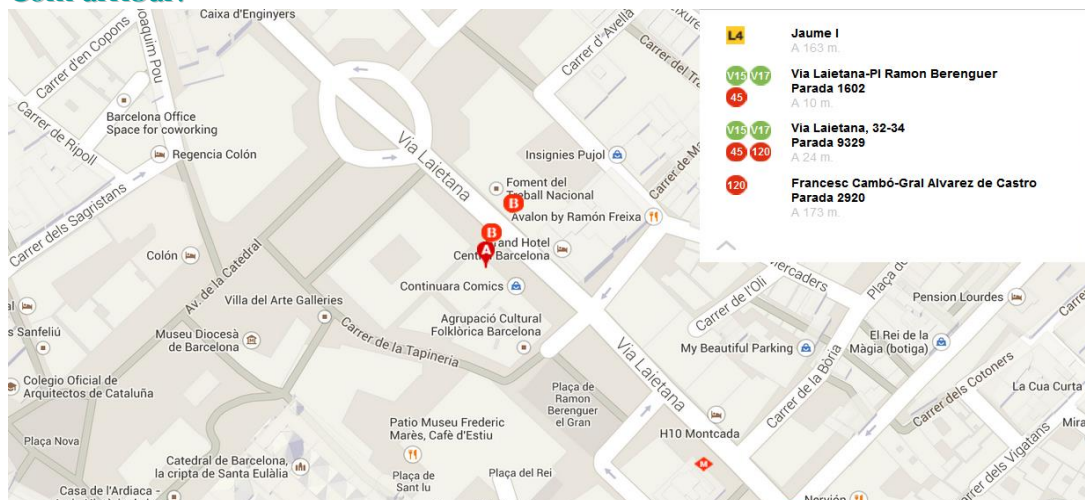 Com arribar?
Caixa d'Enginyers
Carrer d'en Copons
Joaquim Pou
Carrer d'Avellà
Carrer de Ripoll
Barcelona Office
Space for coworking
Regencia Colón
Via Laietana
Insignies Pujol
Foment del
Treball Nacional
B
Avalon by Ramón Freixa
B
A
Grand Hotel
Central Barcelona
Carrer dels Sagristans
Colón
Av. de la Catedral
Continuara Comics
Villa del Arte Galleries
Agrupació Cultural
Folklòrica Barcelona
Museu Diocesà
de Barcelona
Carrer de la Tapineria
Via Laietana
Carrer de l'Oli
Mercaders
Pension Lourdes
El Rei de la
Màgia (botiga)
My Beautiful Parking
Carrer de la Bòria
Carrer dels Cotoners
La Cua Curta
s Sanfeliú
Colegio Oficial de
Arquitectos de Cataluña
Plaça de
Ramon
Berenguer
el Gran
H10 Montcada
Patio Museu Frederic
Marès, Cafè d'Estiu
Plaça Nova
Catedral de Barcelona,
la cripta de Santa Eulàlia
Plaça de
Sant Iu
Plaça del Rei
M
Carrer dels Vigatans
Casa de l'Ardiaca -
L4
Jaume I
A 163 m.
V15 V17
45
Via Laietana-Pl Ramon Berenguer
Parada 1602
A 10 m.
V15 V17
45 120
Via Laietana, 32-34
Parada 9329
A 24 m.
120
Francesc Cambó-Gral Alvarez de Castro
Parada 2920
A 173 m.